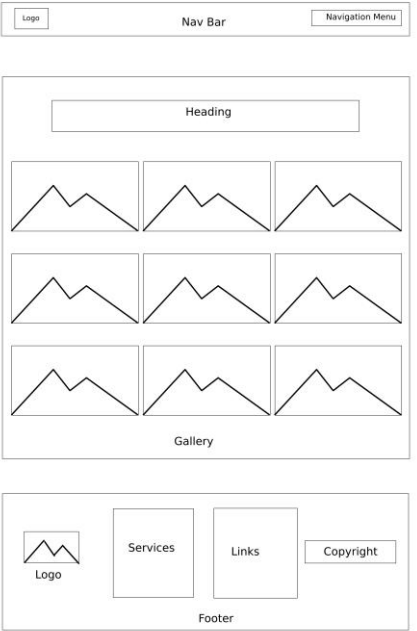 Logo
Nav Bar
Navigation Menu
Heading
Gallery
Services
Links
Copyright
Logo
Footer